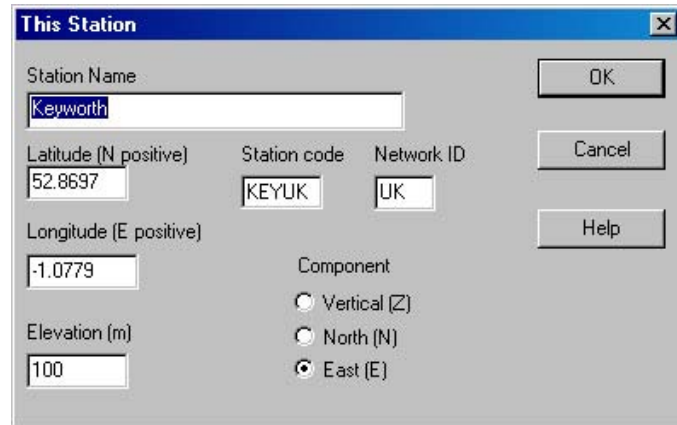 This Station
Station Name
Keyworth
OK
Latitude (N positive)
52.8697
Station code
KEYUK
Network ID
UK
Cancel
Longitude (E positive)
-1.0779
Help
Component
Vertical (Z)
North (N)
East (E)
Elevation (m)
100